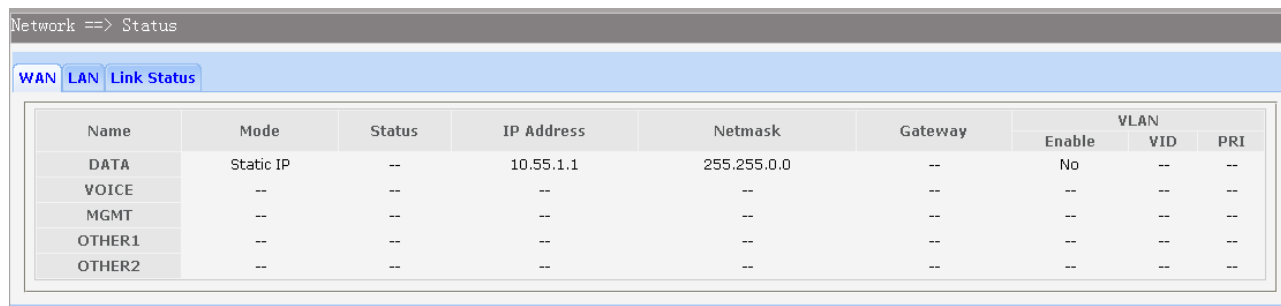 Network ==> Status
WAN LAN Link Status
Name Mode Status IP Address Netmask Gateway VLAN
Enable VID PRI
DATA Static IP -- 10.55.1.1 255.255.0.0 -- No -- --
VOICE -- -- -- -- -- -- -- --
MGMT -- -- -- -- -- -- -- --
OTHER1 -- -- -- -- -- -- -- --
OTHER2 -- -- -- -- -- -- -- --